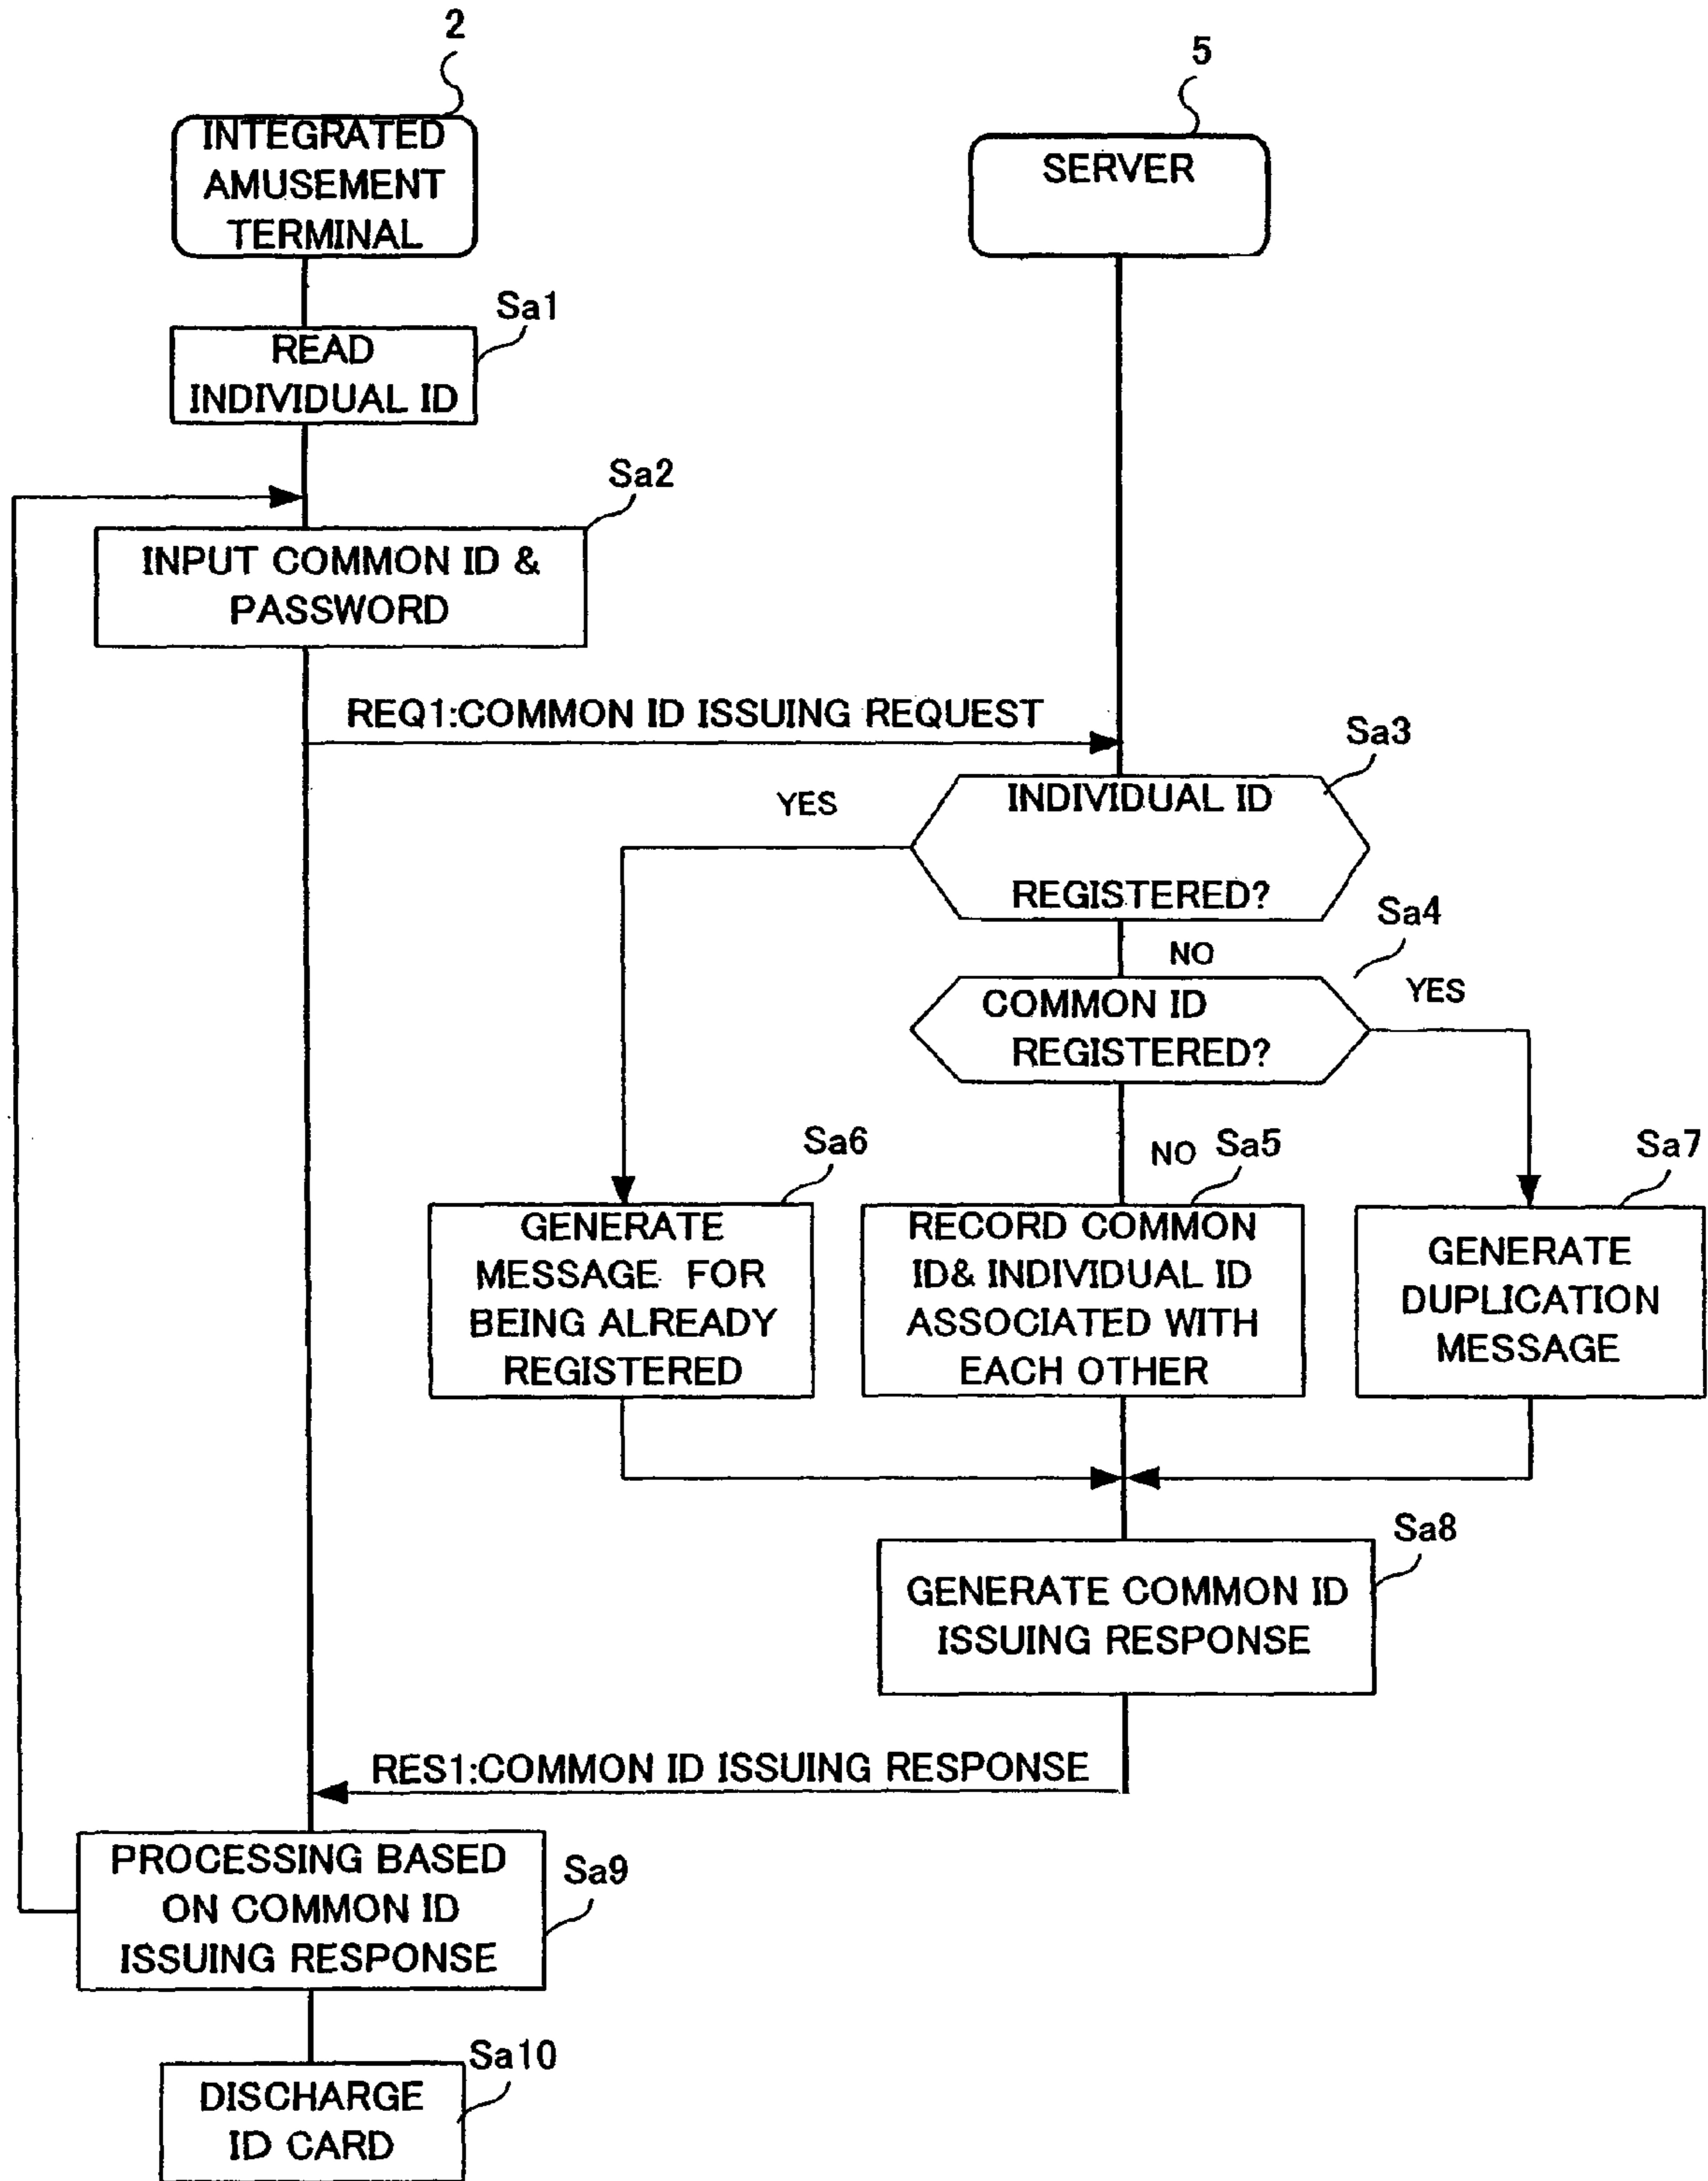 2
INTEGRATED
AMUSEMENT
TERMINAL
5
SERVER
Sa1
READ
INDIVIDUAL ID
Sa2
INPUT COMMON ID &
PASSWORD
REQ1:COMMON ID ISSUING REQUEST
Sa3
YES
INDIVIDUAL ID
REGISTERED?
NO
Sa4
YES
COMMON ID
REGISTERED?
NO
Sa6
GENERATE
MESSAGE FOR
BEING ALREADY
REGISTERED
Sa5
RECORD COMMON
ID& INDIVIDUAL ID
ASSOCIATED WITH
EACH OTHER
Sa7
GENERATE
DUPLICATION
MESSAGE
Sa8
GENERATE COMMON ID
ISSUING RESPONSE
RES1:COMMON ID ISSUING RESPONSE
PROCESSING BASED
ON COMMON ID
ISSUING RESPONSE
Sa9
Sa10
DISCHARGE
ID CARD